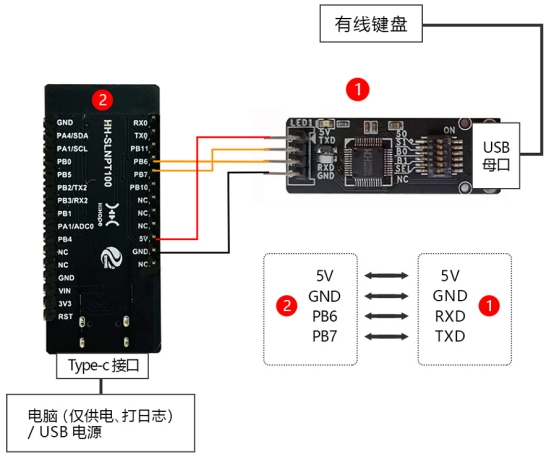 有线键盘
1
2
GND
PA4/SDA
PA1/SCL
PB0
PB5
PB2/TX2
PB3/RX2
PB1
PA1/ADC0
PB4
NC
NC
GND
VIN
3V3
RST
HH-SLNPT100
RX0
TX0
PB11
PB6
PB7
PB10
NC
NC
NC
5V
GND
NC
LED1
5V
TXD
RXD
GND
S0
S1
B0
B1
SEL
NC
ON
USB
母口
Type-c 接口
电脑（仅供电、打日志）
/ USB 电源
2
5V
GND
PB6
PB7
5V
GND
RXD
TXD
1